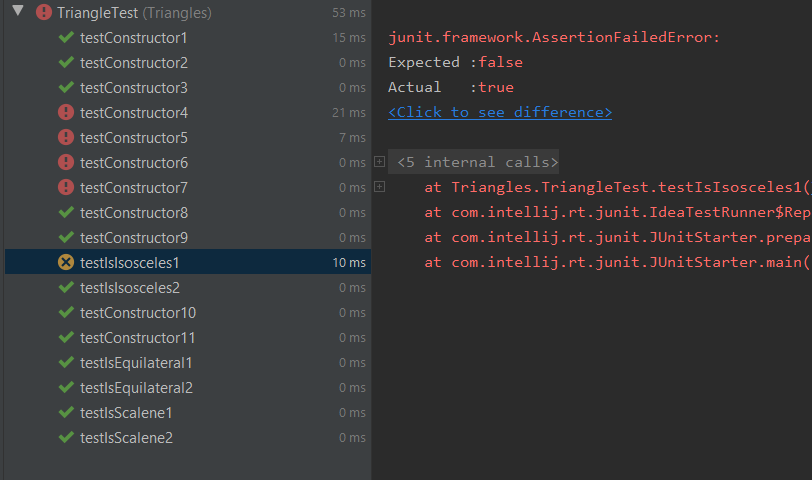 TriangleTest (Triangles) 53 ms
testConstructor1 15 ms
testConstructor2 0 ms
testConstructor3 0 ms
testConstructor4 21 ms
testConstructor5 7 ms
testConstructor6 0 ms
testConstructor7 0 ms
testConstructor8 0 ms
testConstructor9 0 ms
testIsIsosceles1 10 ms
testIsIsosceles2 0 ms
testConstructor10 0 ms
testConstructor11 0 ms
testIsEquilateral1 0 ms
testIsEquilateral2 0 ms
testIsScalene1 0 ms
testIsScalene2 0 ms
junit.framework.AssertionFailedError:
Expected :false
Actual   :true
<Click to see difference>
<5 internal calls>
at Triangles.TriangleTest.testIsIsosceles1(
at com.intellij.rt.junit.IdeaTestRunner$Rep
at com.intellij.rt.junit.JUnitStarter.prepa
at com.intellij.rt.junit.JUnitStarter.main(